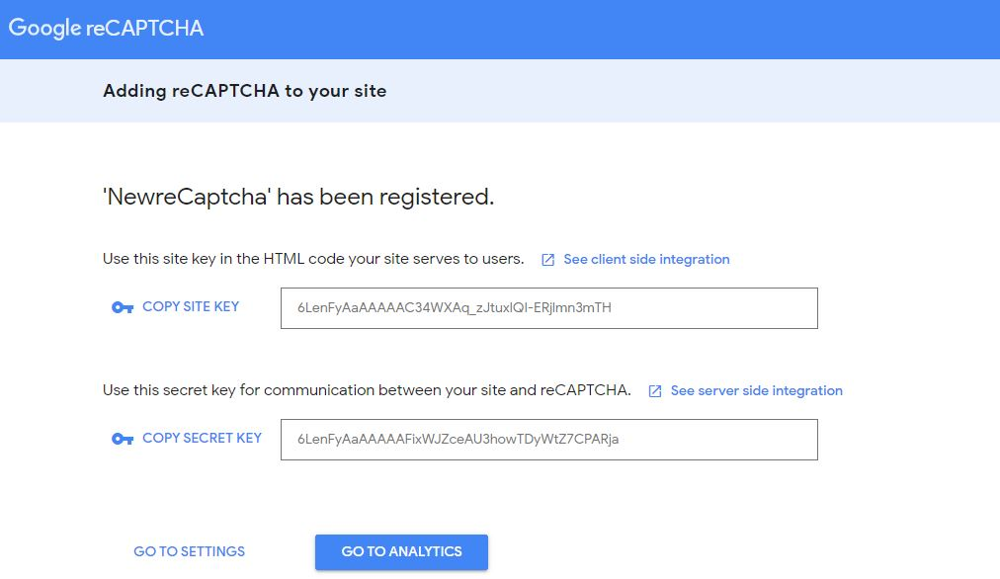 Google reCAPTCHA
Adding reCAPTCHA to your site
'NewreCaptcha' has been registered.
Use this site key in the HTML code your site serves to users. See client side integration
COPY SITE KEY 6LenFyAaAAAAAC34WXAq_zJtuxlQI-ERjlmn3mTH
Use this secret key for communication between your site and reCAPTCHA. See server side integration
COPY SECRET KEY 6LenFyAaAAAAAFixWJZceAU3howTDyWtZ7CPARja
GO TO SETTINGS GO TO ANALYTICS